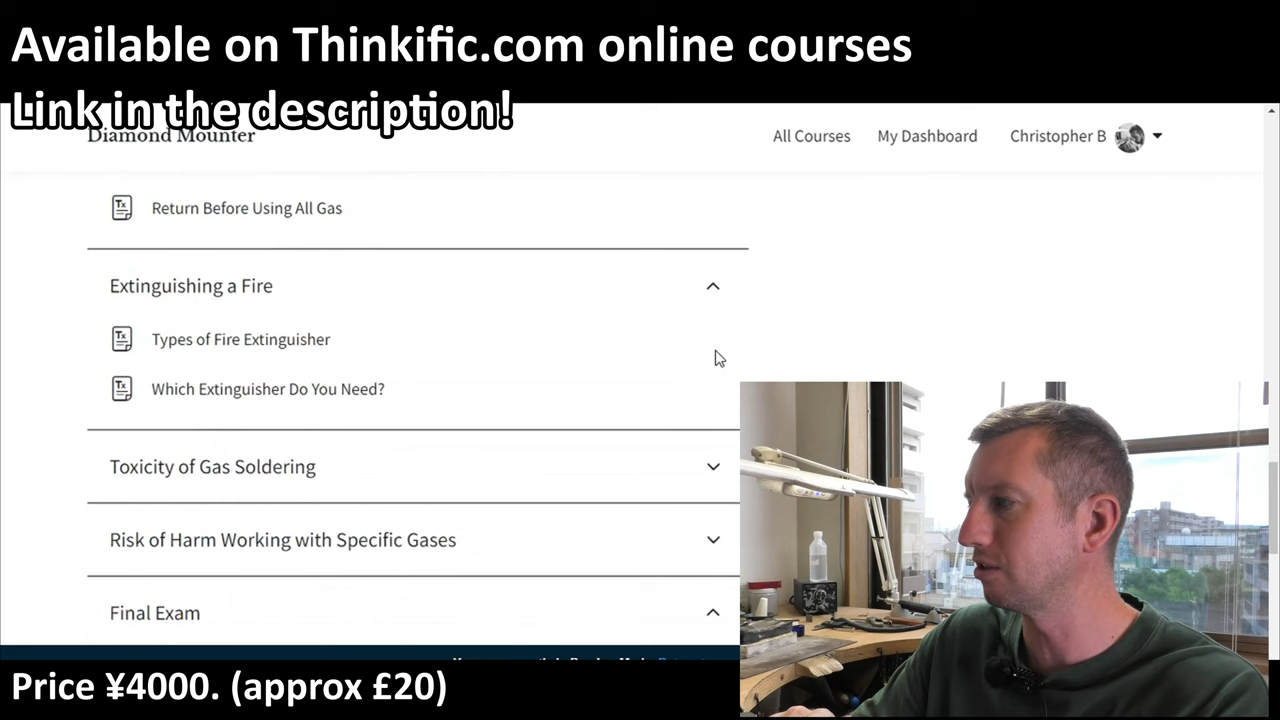 Available on Thinkific.com online courses
Link in the description!
Diamond Mounter
All Courses
My Dashboard
Christopher B
Return Before Using All Gas
Extinguishing a Fire
Types of Fire Extinguisher
Which Extinguisher Do You Need?
Toxicity of Gas Soldering
Risk of Harm Working with Specific Gases
Final Exam
Price ¥4000. (approx £20)